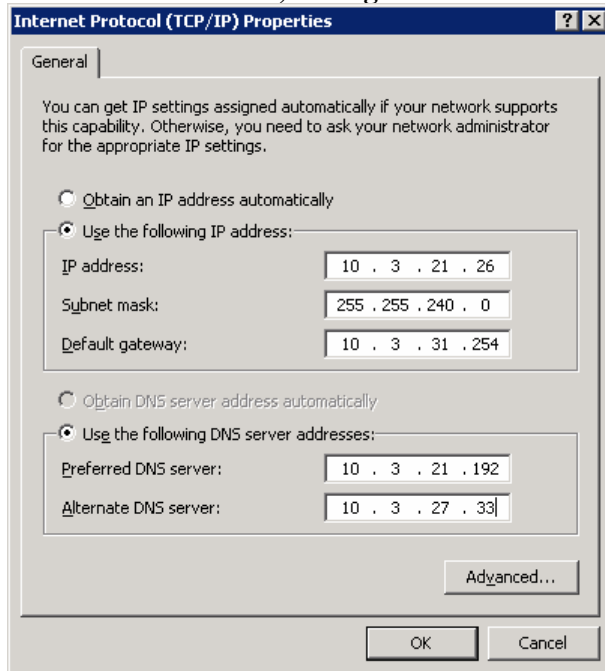 Internet Protocol (TCP/IP) Properties
General
You can get IP settings assigned automatically if your network supports
this capability. Otherwise, you need to ask your network administrator
for the appropriate IP settings.
Obtain an IP address automatically
Use the following IP address:
IP address: 10 . 3 . 21 . 26
Subnet mask: 255 . 255 . 240 . 0
Default gateway: 10 . 3 . 31 . 254
Obtain DNS server address automatically
Use the following DNS server addresses:
Preferred DNS server: 10 . 3 . 21 . 192
Alternate DNS server: 10 . 3 . 27 . 33
Advanced...
OK Cancel